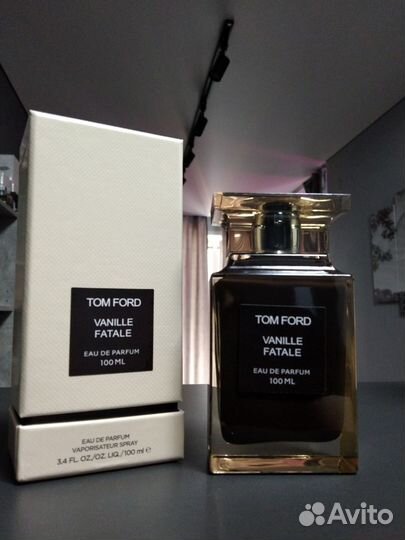 TOM FORD
VANILLE
FATALE
EAU DE PARFUM
100 ML
EAU DE PARFUM
VAPORISATEUR SPRAY
3.4 FL. OZ./OZ. LIQ./100 ml ℮
TOM FORD
VANILLE
FATALE
EAU DE PARFUM
100 ML
Avito